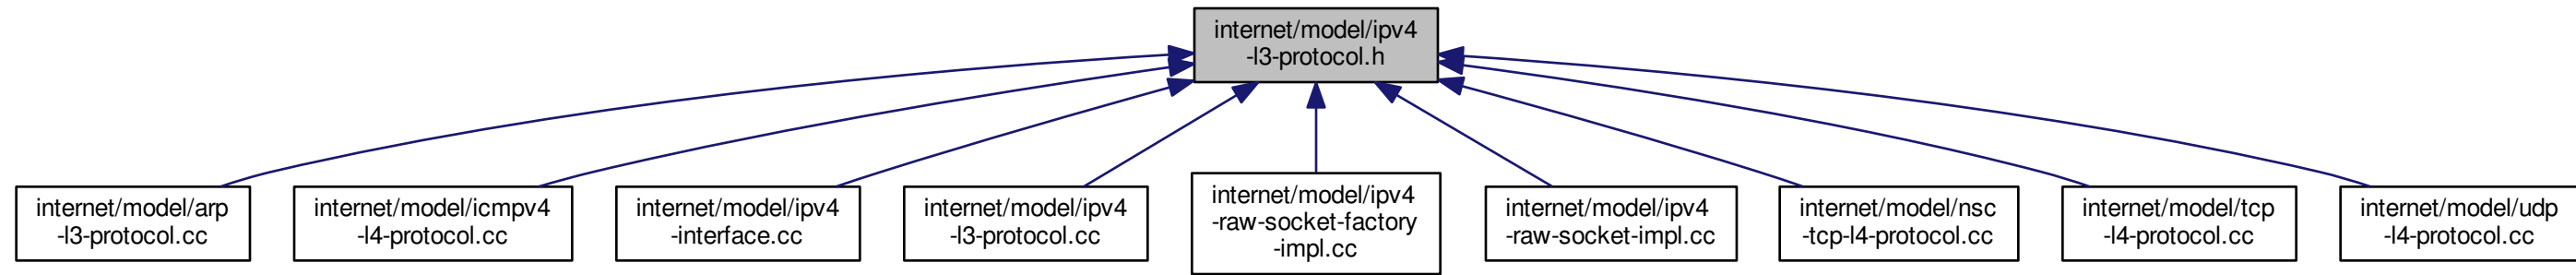 internet/model/ipv4
-l3-protocol.h
internet/model/arp
-l3-protocol.cc
internet/model/icmpv4
-l4-protocol.cc
internet/model/ipv4
-interface.cc
internet/model/ipv4
-l3-protocol.cc
internet/model/ipv4
-raw-socket-factory
-impl.cc
internet/model/ipv4
-raw-socket-impl.cc
internet/model/nsc
-tcp-l4-protocol.cc
internet/model/tcp
-l4-protocol.cc
internet/model/udp
-l4-protocol.cc